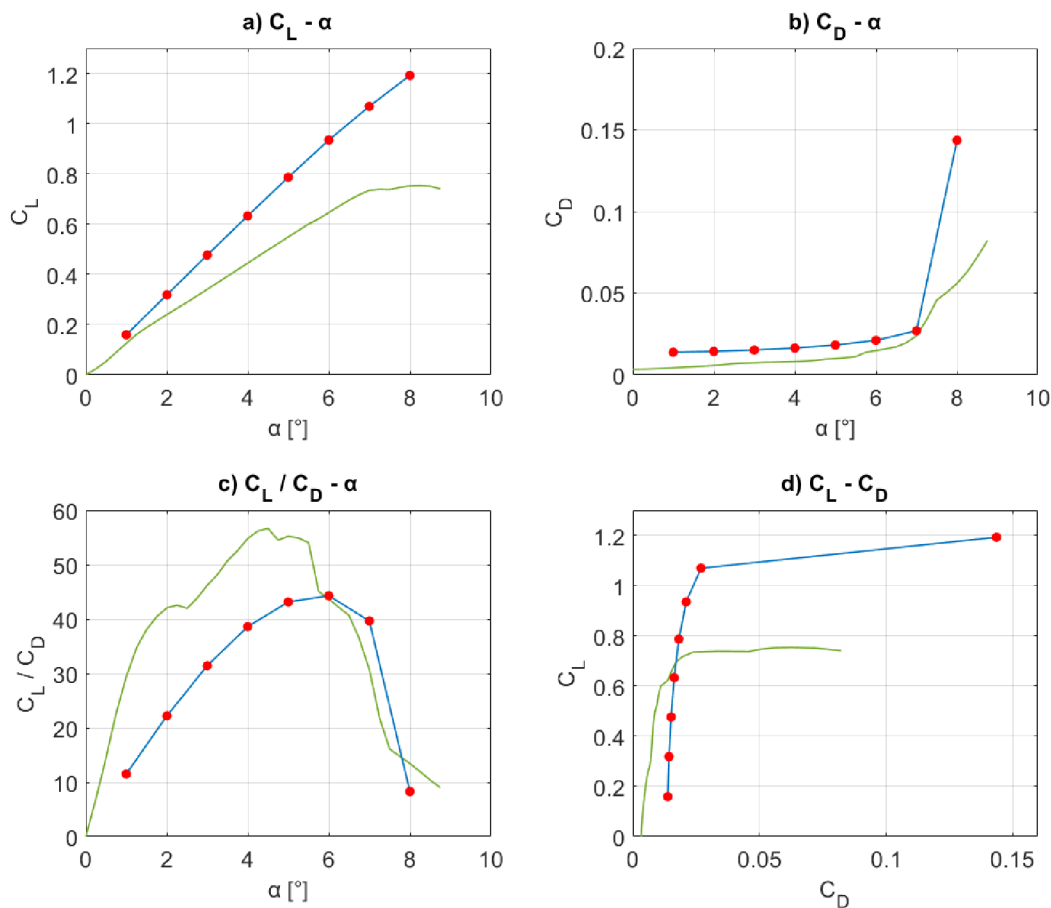 a) C_L - α
1.2
1
0.8
0.6
0.4
0.2
0
C_L
0 2 4 6 8 10
α [°]
b) C_D - α
0.2
0.15
0.1
0.05
0
C_D
0 2 4 6 8 10
α [°]
c) C_L / C_D - α
60
50
40
30
20
10
0
C_L / C_D
0 2 4 6 8 10
α [°]
d) C_L - C_D
1.2
1
0.8
0.6
0.4
0.2
0
C_L
0 0.05 0.1 0.15
C_D